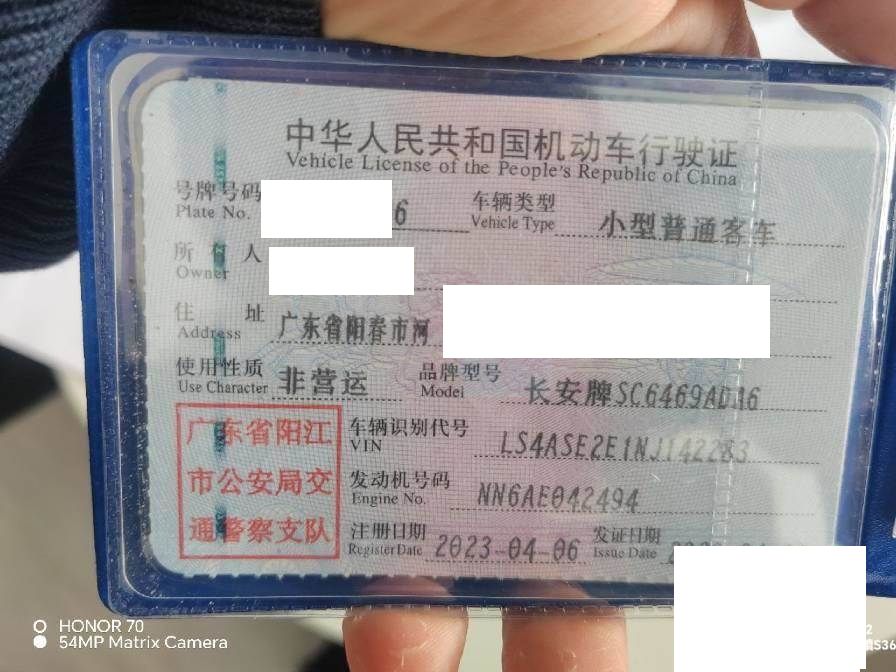 中华人民共和国机动车行驶证
Vehicle License of the People's Republic of China
号牌号码 6 车辆类型 小型普通客车
Plate No. Vehicle Type
所有人
Owner
住址 广东省阳春市河
Address
使用性质 非营运 品牌型号 长安牌SC6469ADA6
Use Character Model
广东省阳江
市公安局交
通警察支队
车辆识别代号 LS4ASE2E1NJ142283
VIN
发动机号码 NN6AE042494
Engine No.
注册日期 2023-04-06 发证日期
Register Date Issue Date
HONOR 70
54MP Matrix Camera